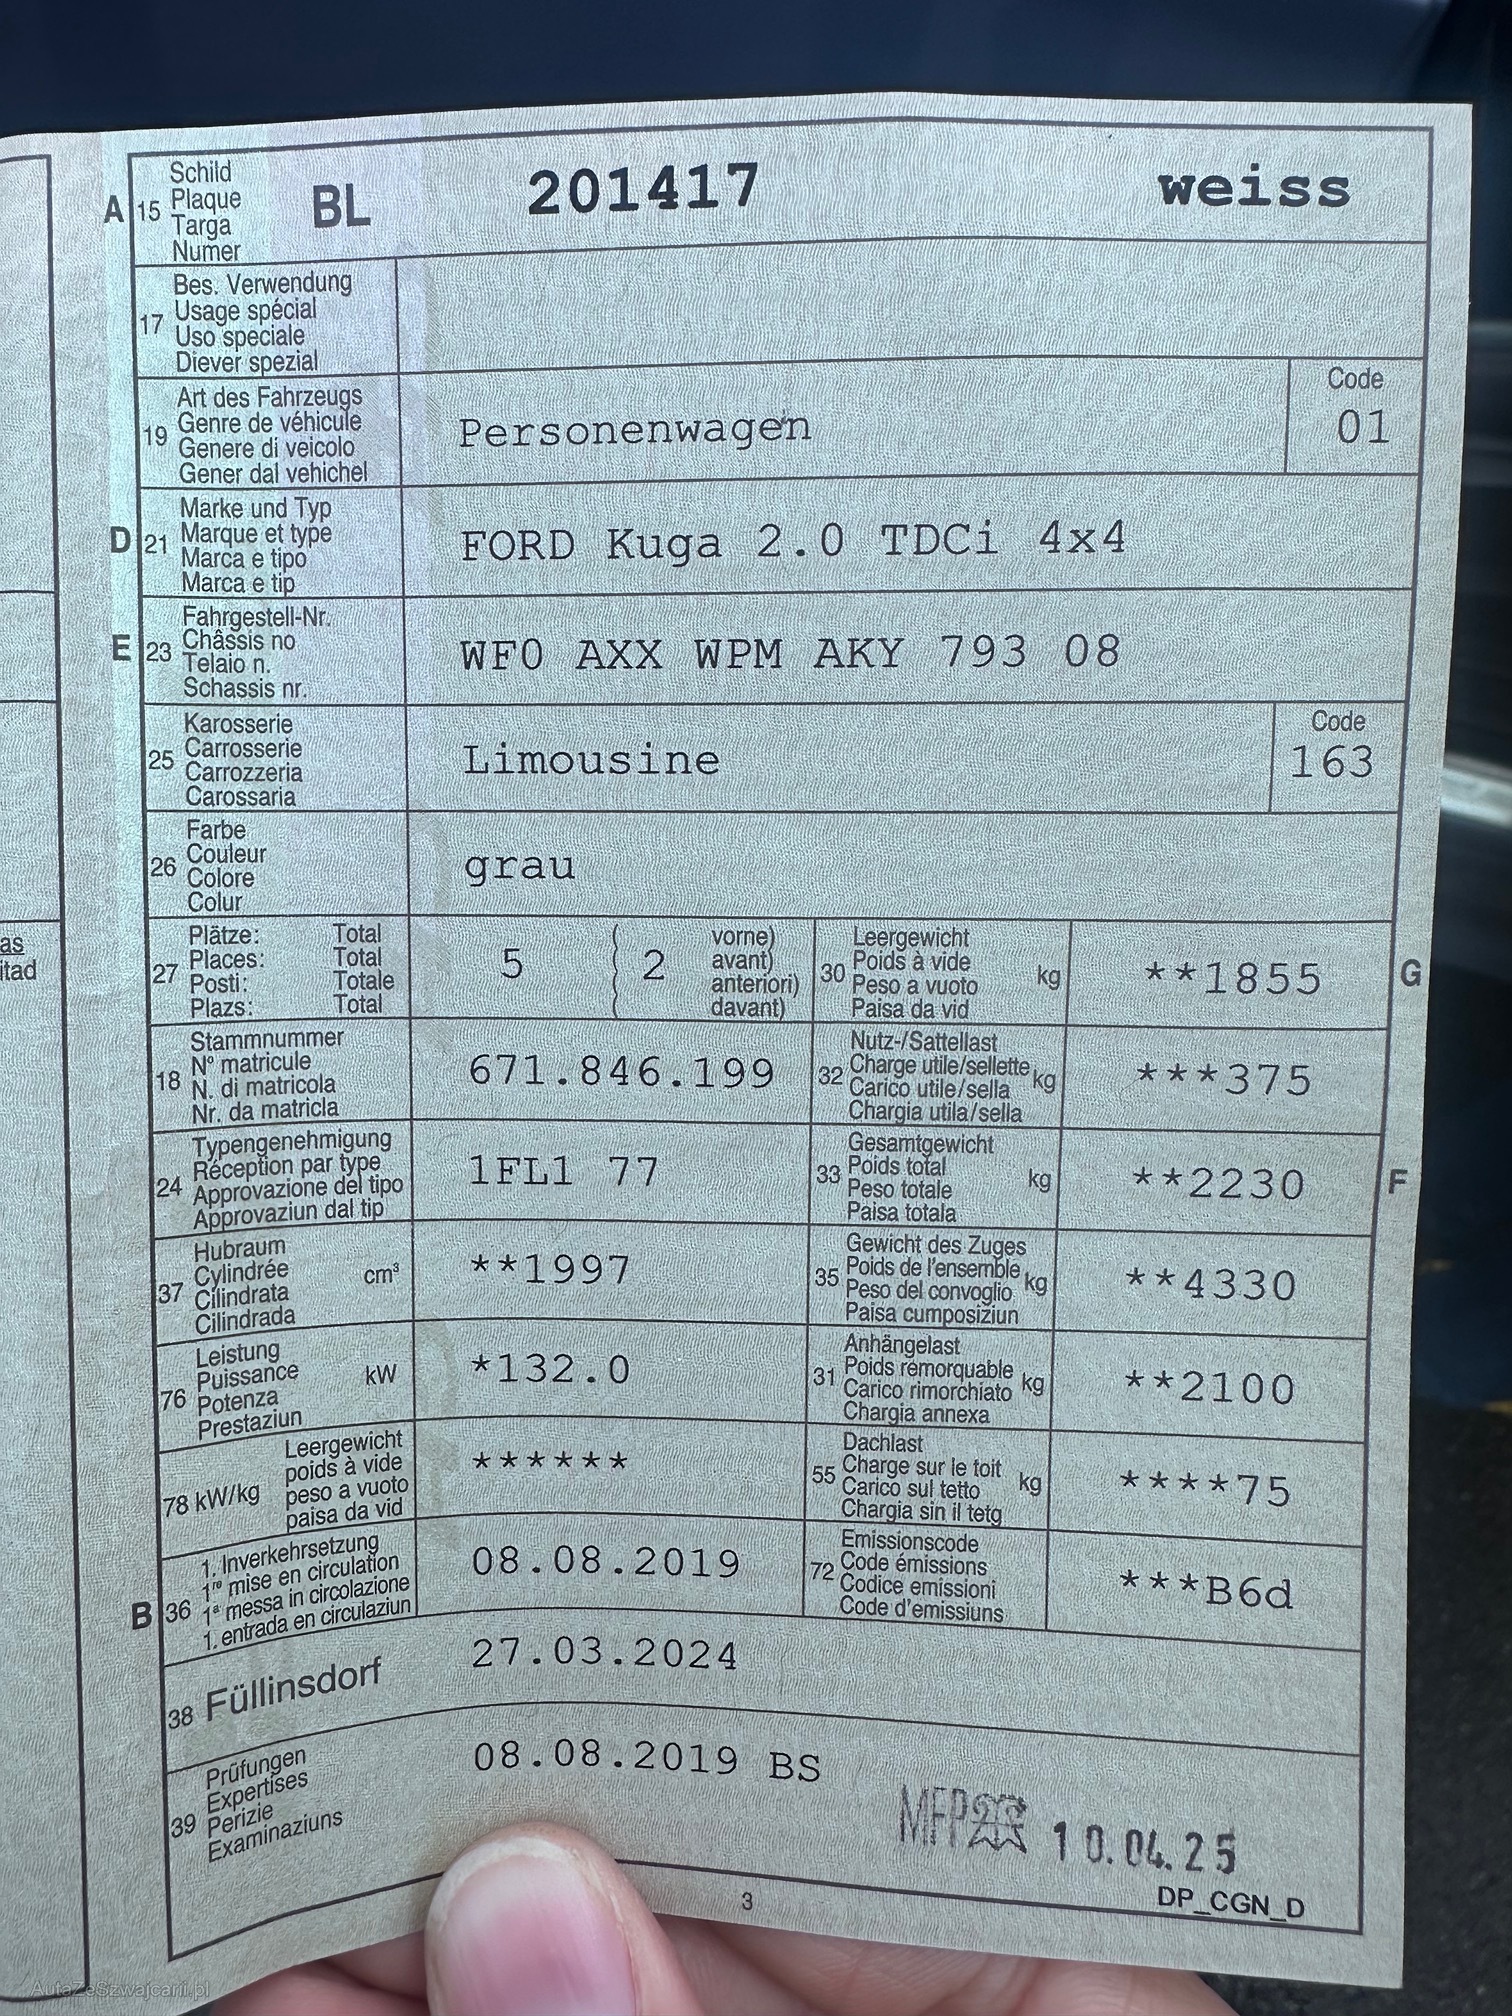 A 15 Schild
Plaque
Targa
Numer
BL 201417 weiss
17 Bes. Verwendung
Usage spécial
Uso speciale
Diever spezial
19 Art des Fahrzeugs
Genre de véhicule
Genere di veicolo
Gener dal vehichel
Personenwagen
Code
01
D 21 Marke und Typ
Marque et type
Marca e tipo
Marca e tip
FORD Kuga 2.0 TDCi 4x4
E 23 Fahrgestell-Nr.
Châssis no
Telaio n.
Schassis nr.
WF0 AXX WPM AKY 793 08
25 Karosserie
Carrosserie
Carrozzeria
Carossaria
Limousine
Code
163
26 Farbe
Couleur
Colore
Colur
grau
as
itad
27 Plätze: Total
Places: Total
Posti: Totale
Plazs: Total
5 { 2
vorne)
avant)
anteriori)
davant)
30 Leergewicht
Poids à vide
Peso a vuoto
Paisa da vid
kg
**1855 G
18 Stammnummer
N° matricule
N. di matricola
Nr. da matricla
671.846.199
32 Nutz-/Sattellast
Charge utile/sellette
Carico utile/sella
Chargia utila/sella
kg
***375
24 Typengenehmigung
Réception par type
Approvazione del tipo
Approvaziun dal tip
1FL1 77
33 Gesamtgewicht
Poids total
Peso totale
Paisa totala
kg
**2230 F
37 Hubraum
Cylindrée
Cilindrata
Cilindrada
cm³
**1997
35 Gewicht des Zuges
Poids de l'ensemble
Peso del convoglio
Paisa cumposiziun
kg
**4330
76 Leistung
Puissance
Potenza
Prestaziun
kW
*132.0
31 Anhängelast
Poids remorquable
Carico rimorchiato
Chargia annexa
kg
**2100
78 kW/kg Leergewicht
poids à vide
peso a vuoto
paisa da vid
******
55 Dachlast
Charge sur le toit
Carico sul tetto
Chargia sin il tetg
kg
****75
B 36 1. Inverkehrsetzung
1re mise en circulation
1a messa in circolazione
1. entrada en circulaziun
08.08.2019
72 Emissionscode
Code émissions
Codice emissioni
Code d'emissiuns
***B6d
38 Füllinsdorf 27.03.2024
39 Prüfungen
Expertises
Perizie
Examinaziuns
08.08.2019 BS
10.04.25
3
DP_CGN_D
AutaZeSzwajcarii.pl